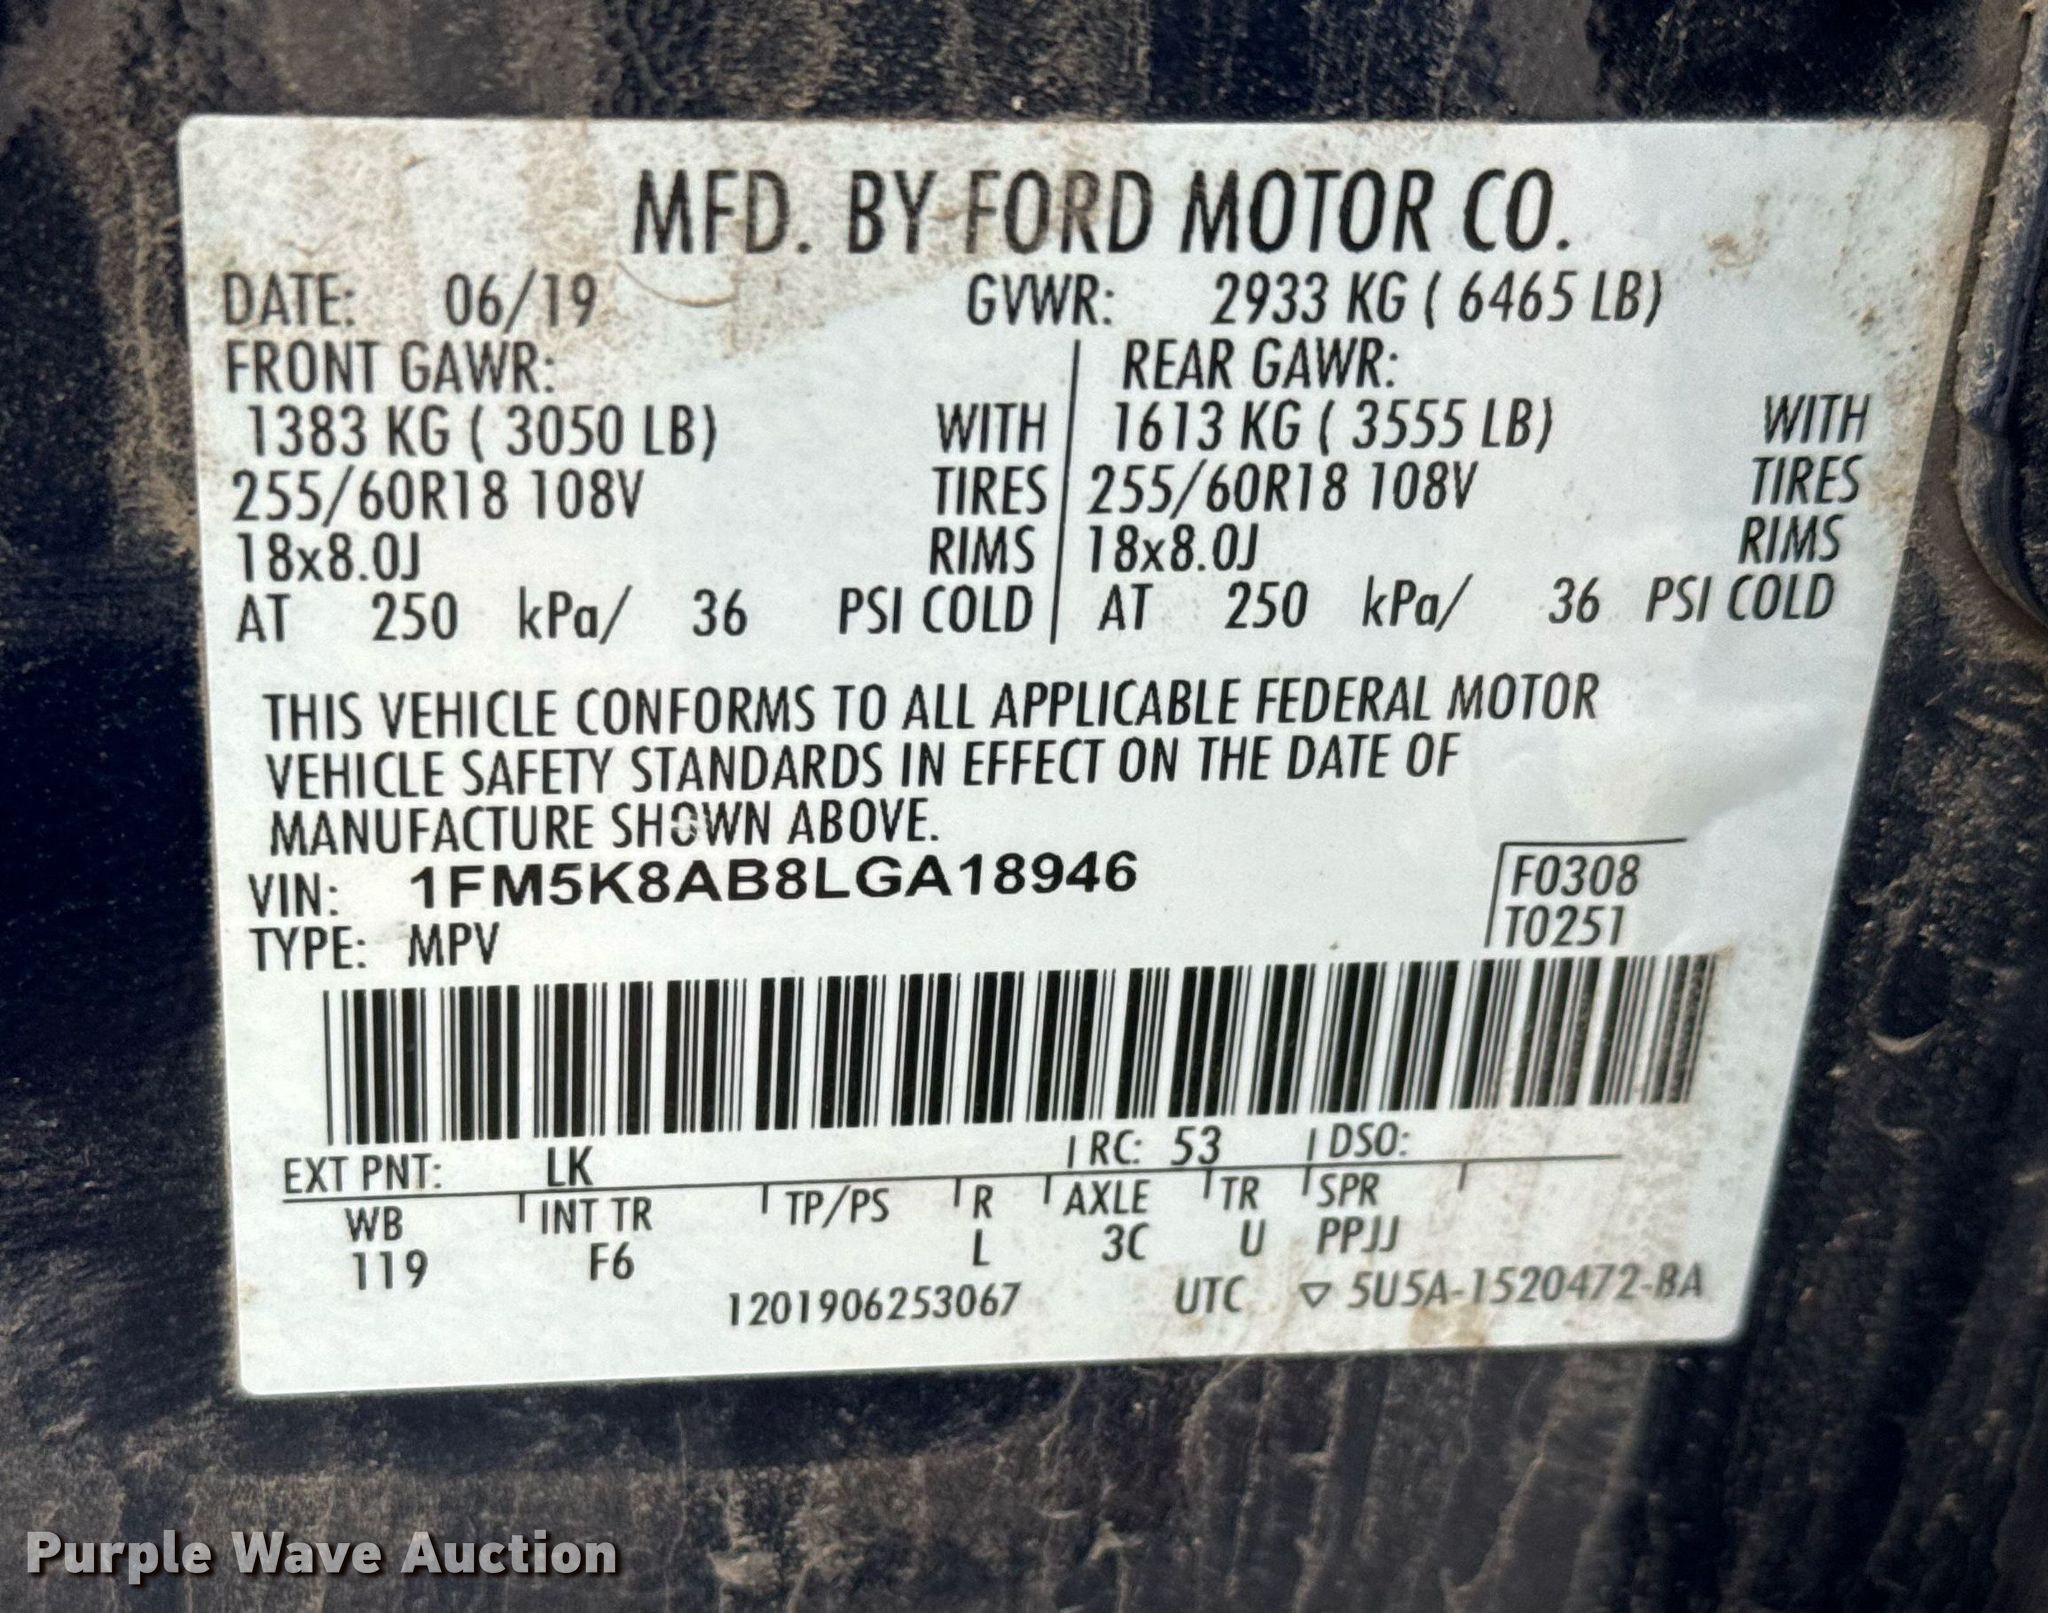 MFD. BY FORD MOTOR CO.
DATE: 06/19 GVWR: 2933 KG ( 6465 LB)
FRONT GAWR: REAR GAWR:
1383 KG ( 3050 LB) WITH 1613 KG ( 3555 LB) WITH
255/60R18 108V TIRES 255/60R18 108V TIRES
18x8.0J RIMS 18x8.0J RIMS
AT 250 kPa/ 36 PSI COLD AT 250 kPa/ 36 PSI COLD
THIS VEHICLE CONFORMS TO ALL APPLICABLE FEDERAL MOTOR
VEHICLE SAFETY STANDARDS IN EFFECT ON THE DATE OF
MANUFACTURE SHOWN ABOVE.
VIN: 1FM5K8AB8LGA18946 F0308
TYPE: MPV T0251
EXT PNT: LK RC: 53 DSO:
WB INT TR TP/PS R AXLE TR SPR
119 F6 L 3C U PPJJ
1201906253067 UTC ▽ 5U5A-1520472-BA
Purple Wave Auction